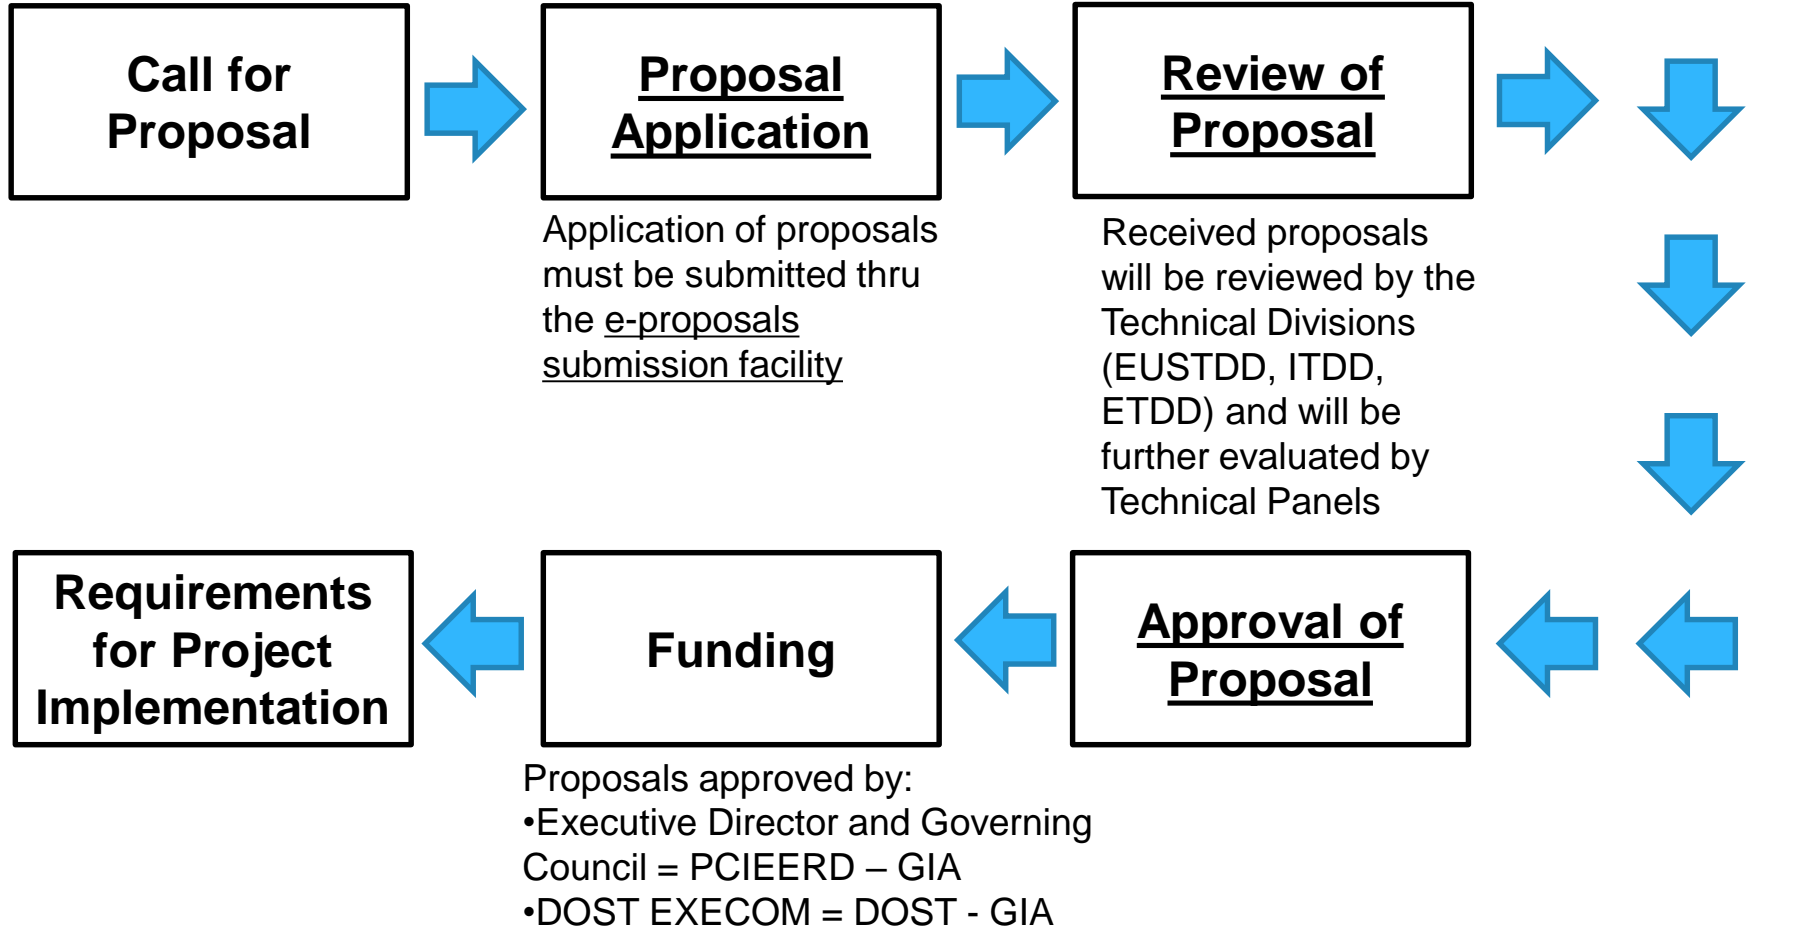 Call for
Proposal
Proposal
Application
Application of proposals
must be submitted thru
the e-proposals
submission facility
Review of
Proposal
Received proposals
will be reviewed by the
Technical Divisions
(EUSTDD, ITDD,
ETDD) and will be
further evaluated by
Technical Panels
Approval of
Proposal
Funding
Proposals approved by:
•Executive Director and Governing
Council = PCIEERD – GIA
•DOST EXECOM = DOST - GIA
Requirements
for Project
Implementation